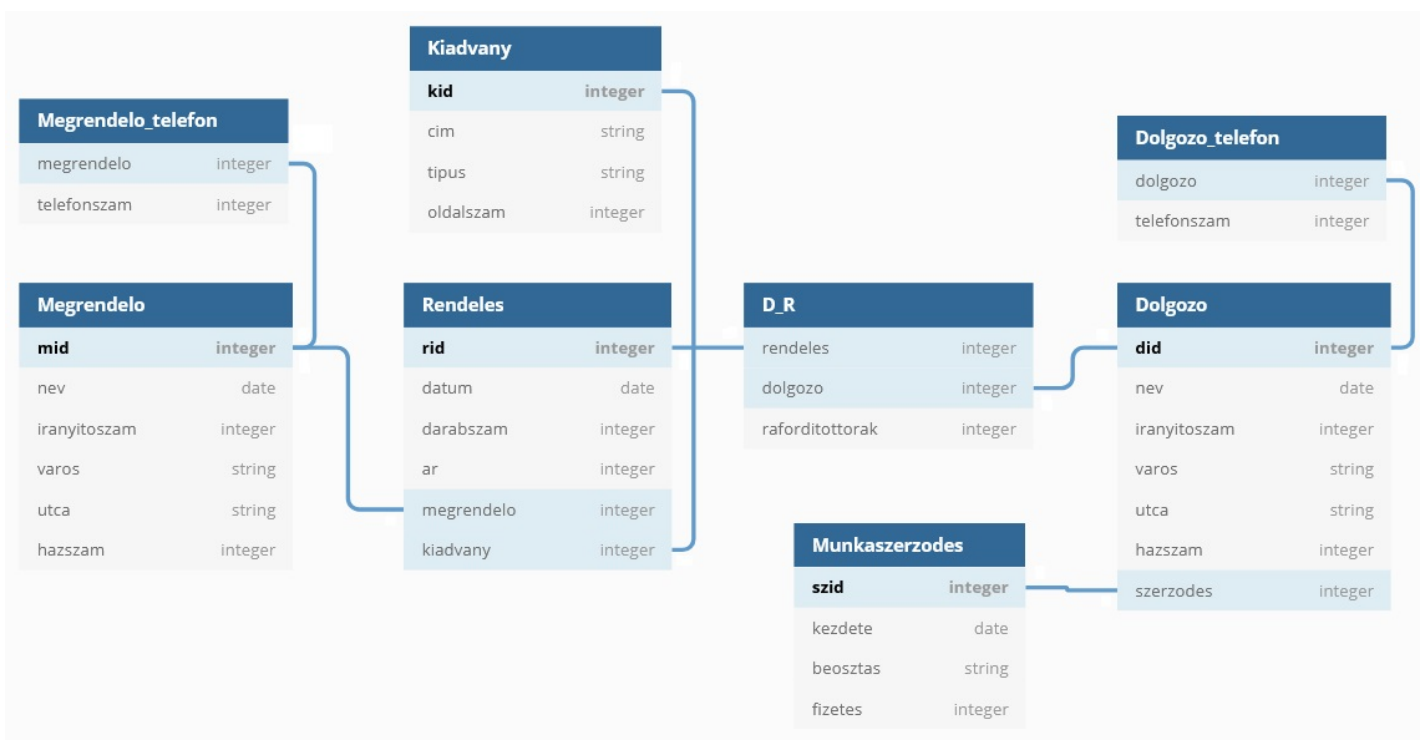 Kiadvany
kid integer
cim string
tipus string
oldalszam integer
Megrendelo_telefon
megrendelo integer
telefonszam integer
Dolgozo_telefon
dolgozo integer
telefonszam integer
Megrendelo
mid integer
nev date
iranyitoszam integer
varos string
utca string
hazszam integer
Rendeles
rid integer
datum date
darabszam integer
ar integer
megrendelo integer
kiadvany integer
D_R
rendeles integer
dolgozo integer
raforditottorak integer
Dolgozo
did integer
nev date
iranyitoszam integer
varos string
utca string
hazszam integer
szerzodes integer
Munkaszerzodes
szid integer
kezdete date
beosztas string
fizetes integer